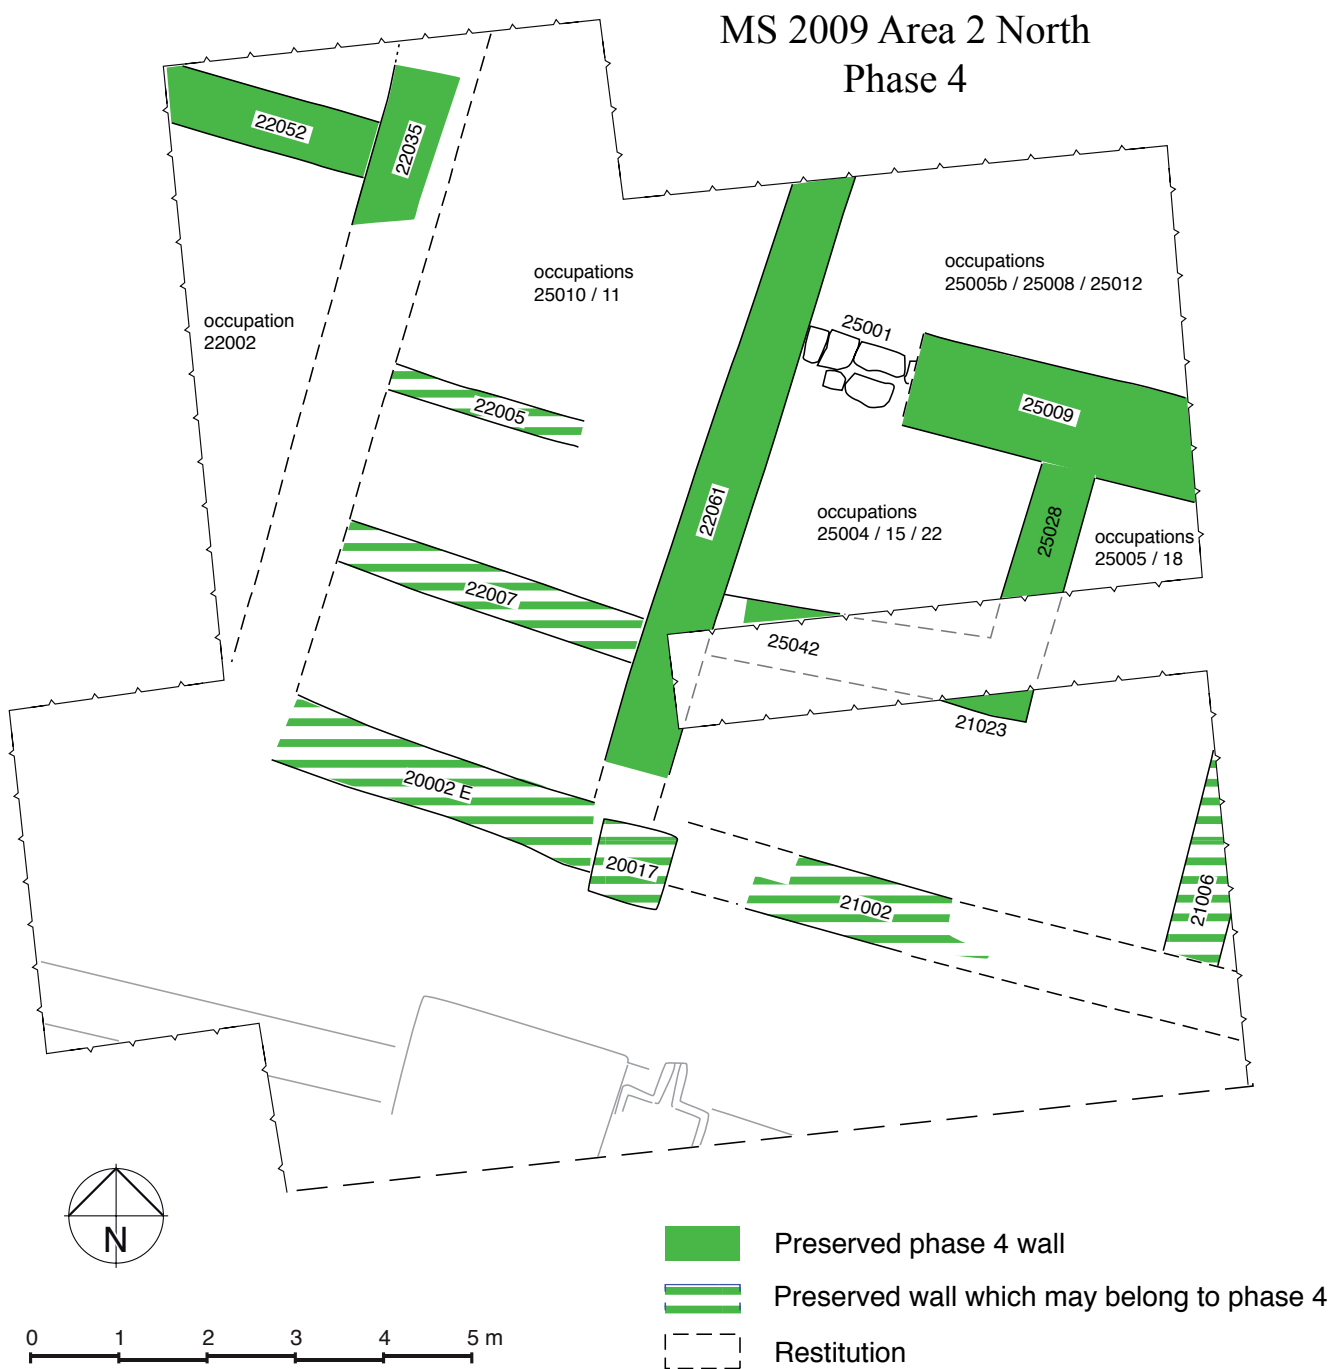 MS 2009 Area 2 North
Phase 4
22052
22035
occupations
25010 / 11
occupations
25005b / 25008 / 25012
occupation
22002
25001
22005
25009
22061
occupations
25004 / 15 / 22
25028
occupations
25005 / 18
22007
25042
21023
20002 E
20017
21002
21006
N
Preserved phase 4 wall
Preserved wall which may belong to phase 4
Restitution
0 1 2 3 4 5 m